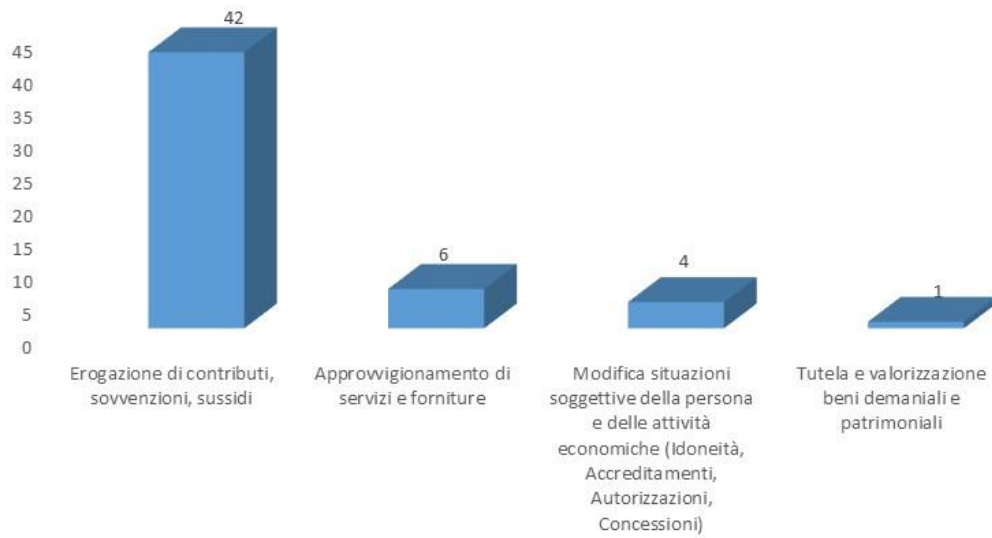 42
45
40
35
30
25
20
15
10
5
0
6
4
1
Erogazione di contributi,
sovvenzioni, sussidi
Approvvigionamento di
servizi e forniture
Modifica situazioni
soggettive della persona
e delle attività
economiche (Idoneità,
Accreditamenti,
Autorizzazioni,
Concessioni)
Tutela e valorizzazione
beni demaniali e
patrimoniali